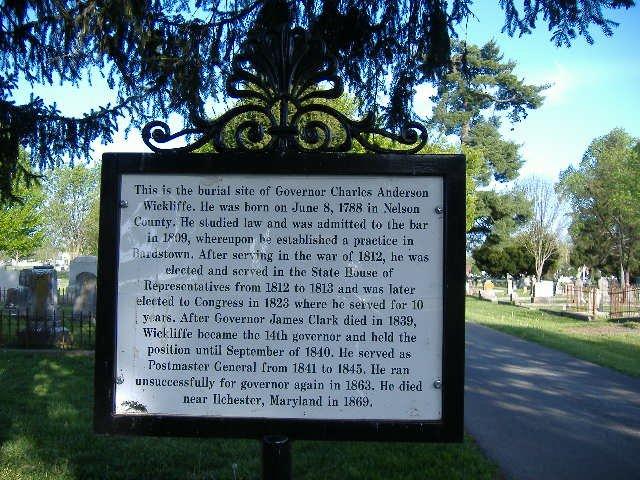 This is the burial site of Governor Charles Anderson
Wickliffe. He was born on June 8, 1788 in Nelson
County. He studied law and was admitted to the bar
in 1809, whereupon he established a practice in
Bardstown. After serving in the war of 1812, he was
elected and served in the State House of
Representatives from 1812 to 1813 and was later
elected to Congress in 1823 where he served for 10
years. After Governor James Clark died in 1839,
Wickliffe became the 14th governor and held the
position until September of 1840. He served as
Postmaster General from 1841 to 1845. He ran
unsuccessfully for governor again in 1863. He died
near Ilchester, Maryland in 1869.